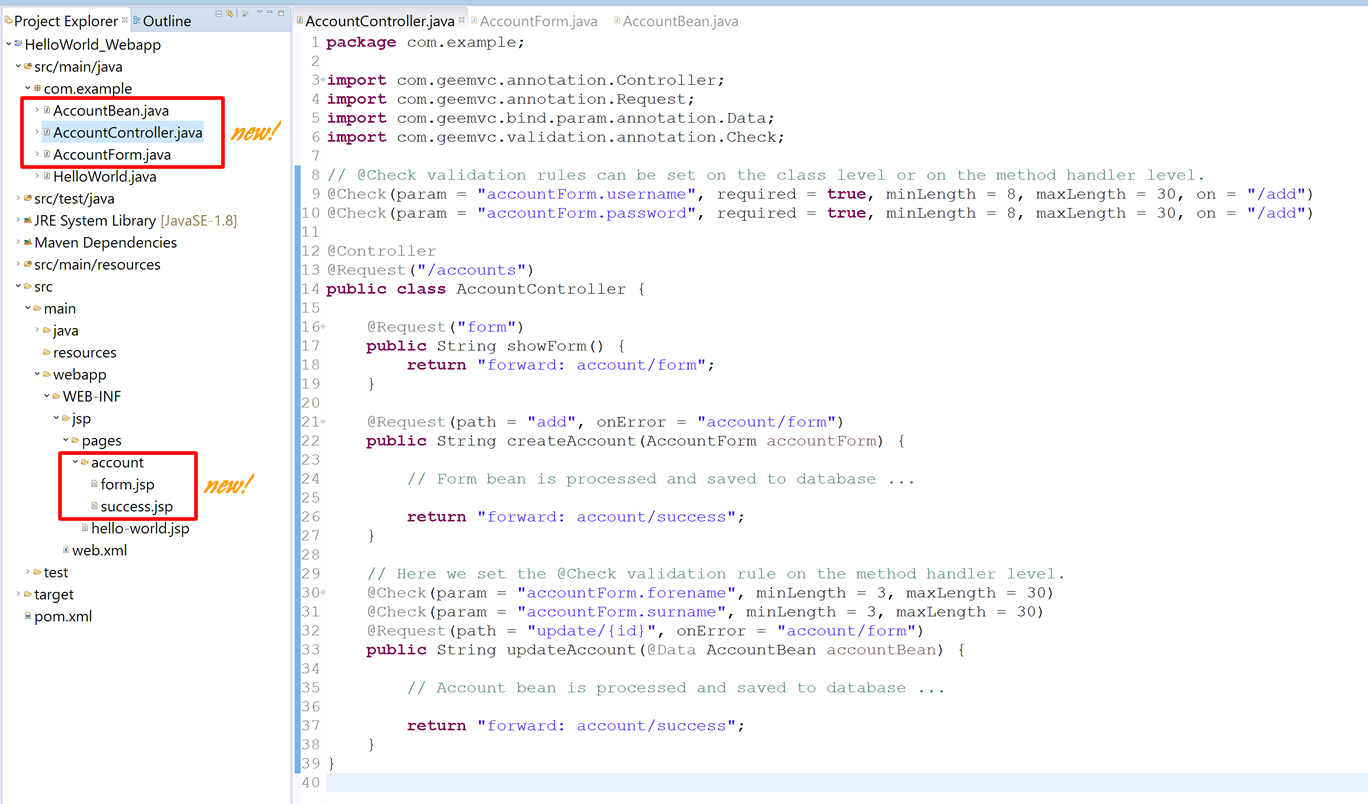 Project Explorer
Outline
HelloWorld_Webapp
src/main/java
com.example
AccountBean.java
AccountController.java
new!
AccountForm.java
HelloWorld.java
src/test/java
JRE System Library [JavaSE-1.8]
Maven Dependencies
src/main/resources
src
main
java
resources
webapp
WEB-INF
jsp
pages
account
form.jsp
new!
success.jsp
hello-world.jsp
web.xml
test
target
pom.xml
AccountController.java
AccountForm.java
AccountBean.java
1 package com.example;
2
3 import com.geemvc.annotation.Controller;
4 import com.geemvc.annotation.Request;
5 import com.geemvc.bind.param.annotation.Data;
6 import com.geemvc.validation.annotation.Check;
7
8 // @Check validation rules can be set on the class level or on the method handler level.
9 @Check(param = "accountForm.username", required = true, minLength = 8, maxLength = 30, on = "/add")
10 @Check(param = "accountForm.password", required = true, minLength = 8, maxLength = 30, on = "/add")
11
12 @Controller
13 @Request("/accounts")
14 public class AccountController {
15
16 @Request("form")
17 public String showForm() {
18 return "forward: account/form";
19 }
20
21 @Request(path = "add", onError = "account/form")
22 public String createAccount(AccountForm accountForm) {
23
24 // Form bean is processed and saved to database ...
25
26 return "forward: account/success";
27 }
28
29 // Here we set the @Check validation rule on the method handler level.
30 @Check(param = "accountForm.forename", minLength = 3, maxLength = 30)
31 @Check(param = "accountForm.surname", minLength = 3, maxLength = 30)
32 @Request(path = "update/{id}", onError = "account/form")
33 public String updateAccount(@Data AccountBean accountBean) {
34
35 // Account bean is processed and saved to database ...
36
37 return "forward: account/success";
38 }
39 }
40